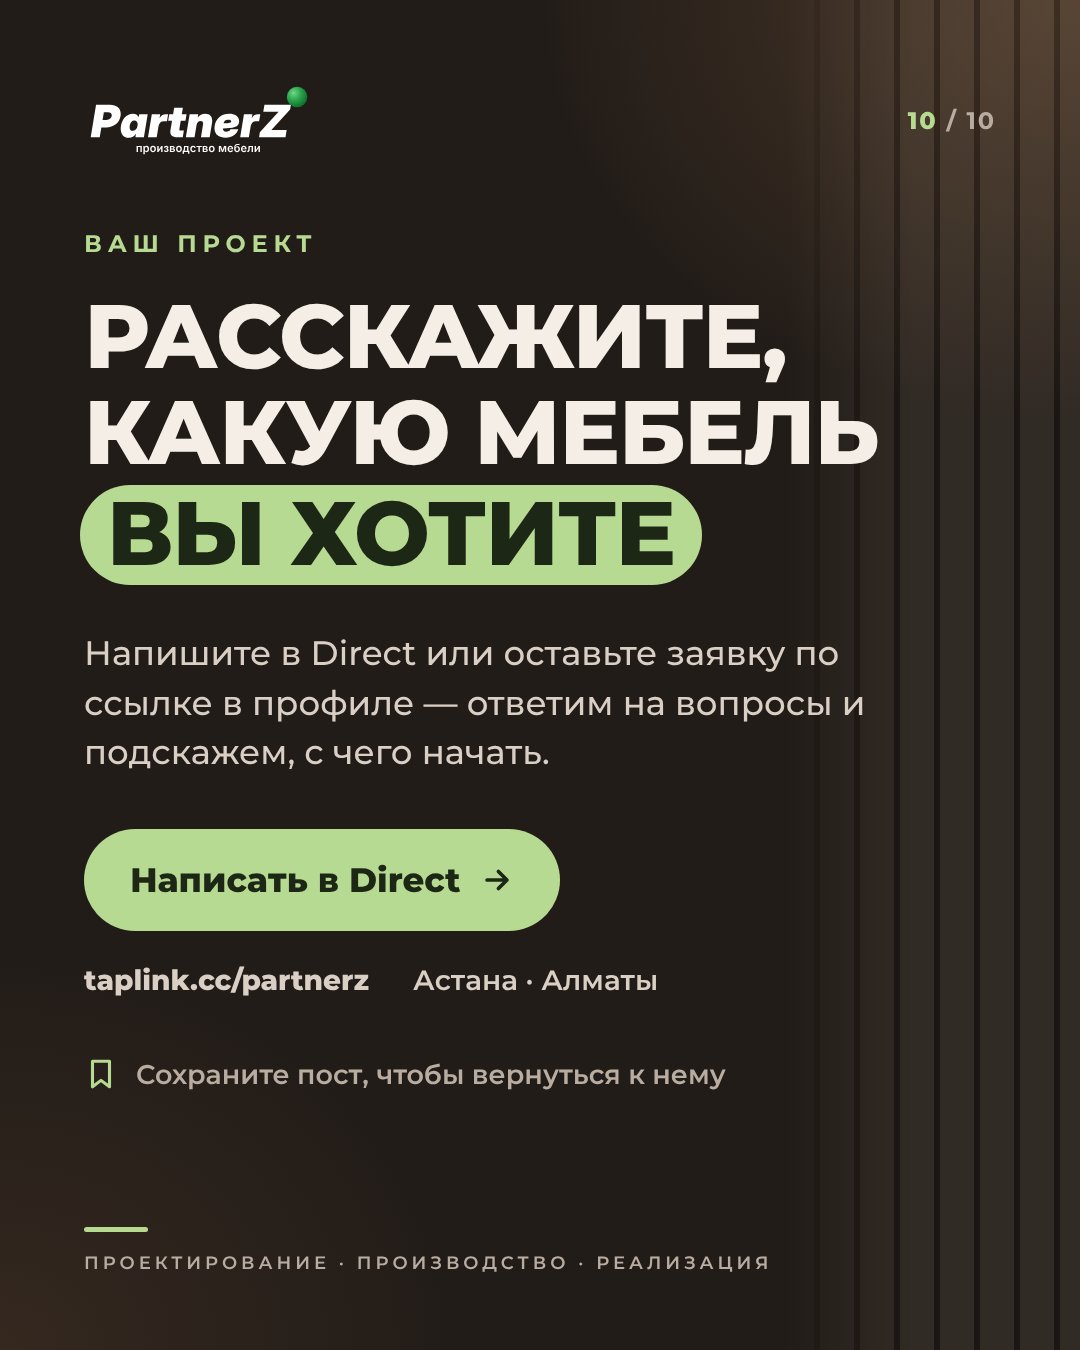 PartnerZ
производство мебели
10 / 10
ВАШ ПРОЕКТ
РАССКАЖИТЕ,
КАКУЮ МЕБЕЛЬ
ВЫ ХОТИТЕ
Напишите в Direct или оставьте заявку по
ссылке в профиле — ответим на вопросы и
подскажем, с чего начать.
Написать в Direct →
taplink.cc/partnerz Астана · Алматы
Сохраните пост, чтобы вернуться к нему
ПРОЕКТИРОВАНИЕ · ПРОИЗВОДСТВО · РЕАЛИЗАЦИЯ